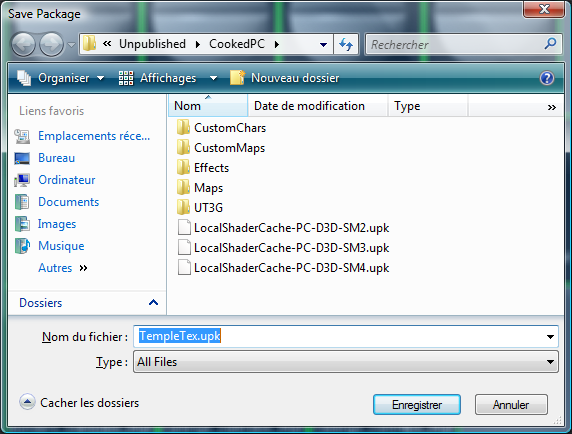 Save Package
« Unpublished ▸ CookedPC ▸
Rechercher
Organiser Affichages Nouveau dossier
Liens favoris
Emplacements réce...
Bureau
Ordinateur
Documents
Images
Musique
Autres »
Dossiers
Nom Date de modification Type »
CustomChars
CustomMaps
Effects
Maps
UT3G
LocalShaderCache-PC-D3D-SM2.upk
LocalShaderCache-PC-D3D-SM3.upk
LocalShaderCache-PC-D3D-SM4.upk
Nom du fichier : TempleTex.upk
Type : All Files
Cacher les dossiers
Enregistrer Annuler